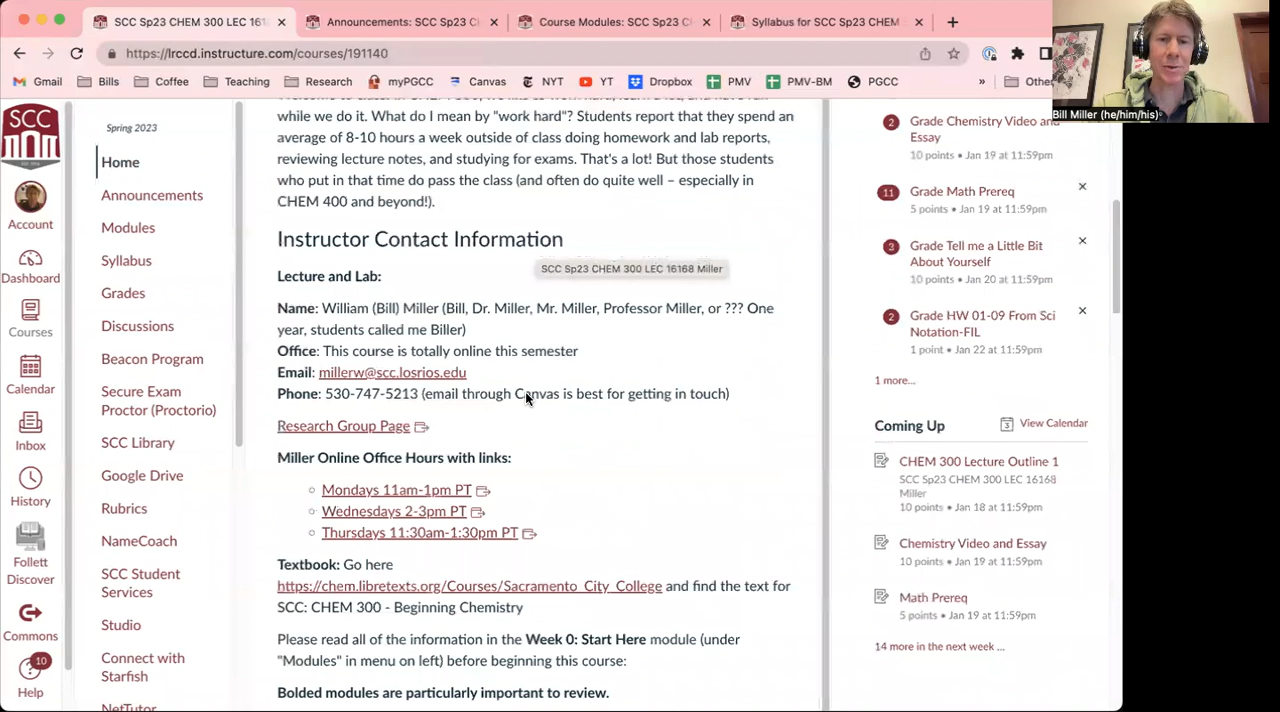 SCC Sp23 CHEM 300 LEC 161
Announcements: SCC Sp23 C
Course Modules: SCC Sp23 C
Syllabus for SCC Sp23 CHEM
https://lrccd.instructure.com/courses/191140
Gmail
Bills
Coffee
Teaching
Research
myPGCC
Canvas
NYT
YT
Dropbox
PMV
PMV-BM
PGCC
»
Othe
Bill Miller (he/him/his)
SCC
Account
Dashboard
Courses
Calendar
Inbox
History
Follett
Discover
Commons
10
Help
Spring 2023
Home
Announcements
Modules
Syllabus
Grades
Discussions
Beacon Program
Secure Exam
Proctor (Proctorio)
SCC Library
Google Drive
Rubrics
NameCoach
SCC Student
Services
Studio
Connect with
Starfish
NetTutor
while we do it. What do I mean by "work hard"? Students report that they spend an
average of 8-10 hours a week outside of class doing homework and lab reports,
reviewing lecture notes, and studying for exams. That's a lot! But those students
who put in that time do pass the class (and often do quite well – especially in
CHEM 400 and beyond!).
Instructor Contact Information
SCC Sp23 CHEM 300 LEC 16168 Miller
Lecture and Lab:
Name: William (Bill) Miller (Bill, Dr. Miller, Mr. Miller, Professor Miller, or ??? One
year, students called me Biller)
Office: This course is totally online this semester
Email: millerw@scc.losrios.edu
Phone: 530-747-5213 (email through Canvas is best for getting in touch)
Research Group Page
Miller Online Office Hours with links:
Mondays 11am-1pm PT
Wednesdays 2-3pm PT
Thursdays 11:30am-1:30pm PT
Textbook: Go here
https://chem.libretexts.org/Courses/Sacramento_City_College and find the text for
SCC: CHEM 300 - Beginning Chemistry
Please read all of the information in the Week 0: Start Here module (under
"Modules" in menu on left) before beginning this course:
Bolded modules are particularly important to review.
2
Grade Chemistry Video and
Essay
10 points • Jan 19 at 11:59pm
11
Grade Math Prereq
5 points • Jan 19 at 11:59pm
3
Grade Tell me a Little Bit
About Yourself
10 points • Jan 20 at 11:59pm
2
Grade HW 01-09 From Sci
Notation-FIL
1 point • Jan 22 at 11:59pm
1 more...
Coming Up
3
View Calendar
CHEM 300 Lecture Outline 1
SCC Sp23 CHEM 300 LEC 16168
Miller
10 points • Jan 18 at 11:59pm
Chemistry Video and Essay
10 points • Jan 19 at 11:59pm
Math Prereq
5 points • Jan 19 at 11:59pm
14 more in the next week ...